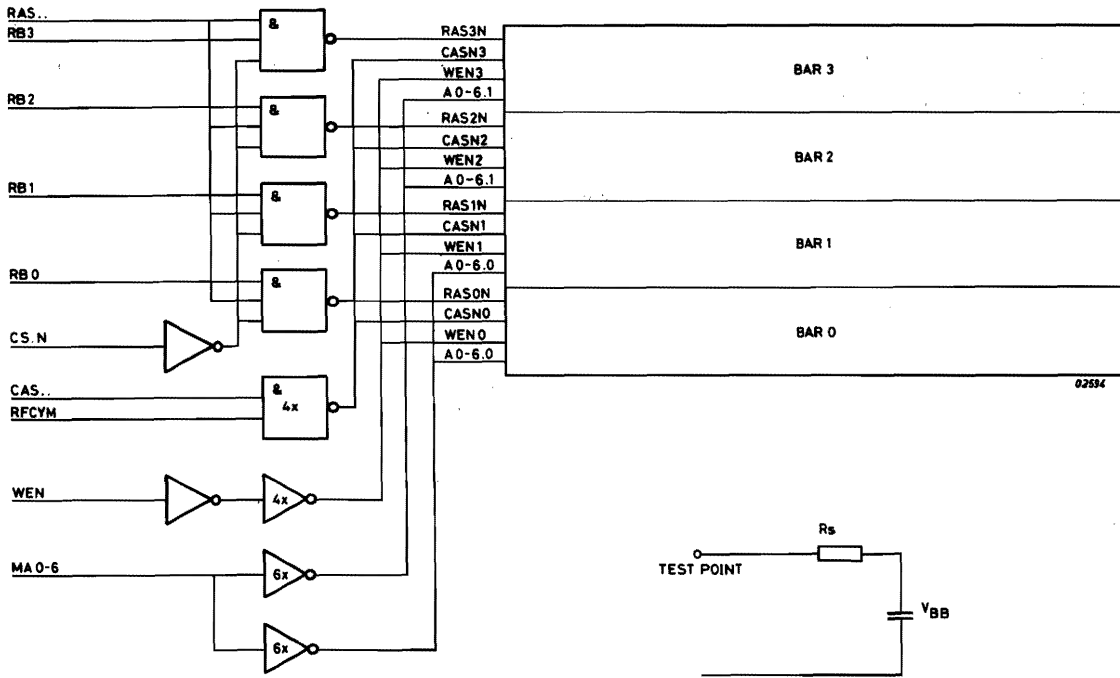 RAS..
RB3
&
RAS3N
CASN3
WEN3
A0-6.1
BAR 3
RB2
&
RAS2N
CASN2
WEN2
A0-6.1
BAR 2
RB1
&
RAS1N
CASN1
WEN1
A0-6.0
BAR 1
RB0
&
RAS0N
CASN0
WEN0
A0-6.0
BAR 0
CS.N
02594
CAS..
RFCYM
&
4x
WEN
4x
MA0-6
6x
6x
Rs
TEST POINT
VBB